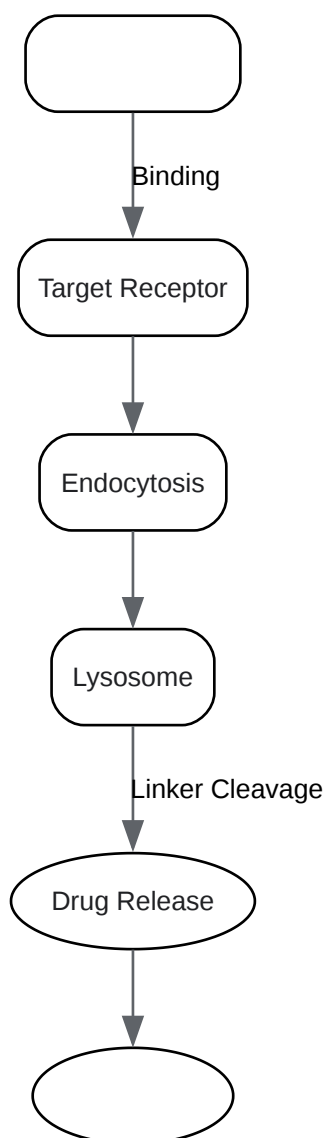 Binding
Target Receptor
Endocytosis
Lysosome
Linker Cleavage
Drug Release